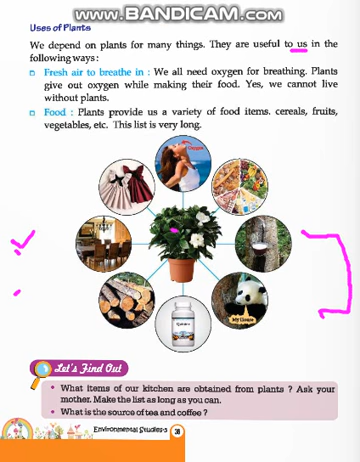 www.BANDICAM.com
Uses of Plants
We depend on plants for many things. They are useful to us in the
following ways :
Fresh air to breathe in : We all need oxygen for breathing. Plants
give out oxygen while making their food. Yes, we cannot live
without plants.
Food : Plants provide us a variety of food items. cereals, fruits,
vegetables, etc. This list is very long.
Oxygen
My House
Let's Find Out
• What items of our kitchen are obtained from plants ? Ask your
mother. Make the list as long as you can.
• What is the source of tea and coffee ?
Environmental Studies-3